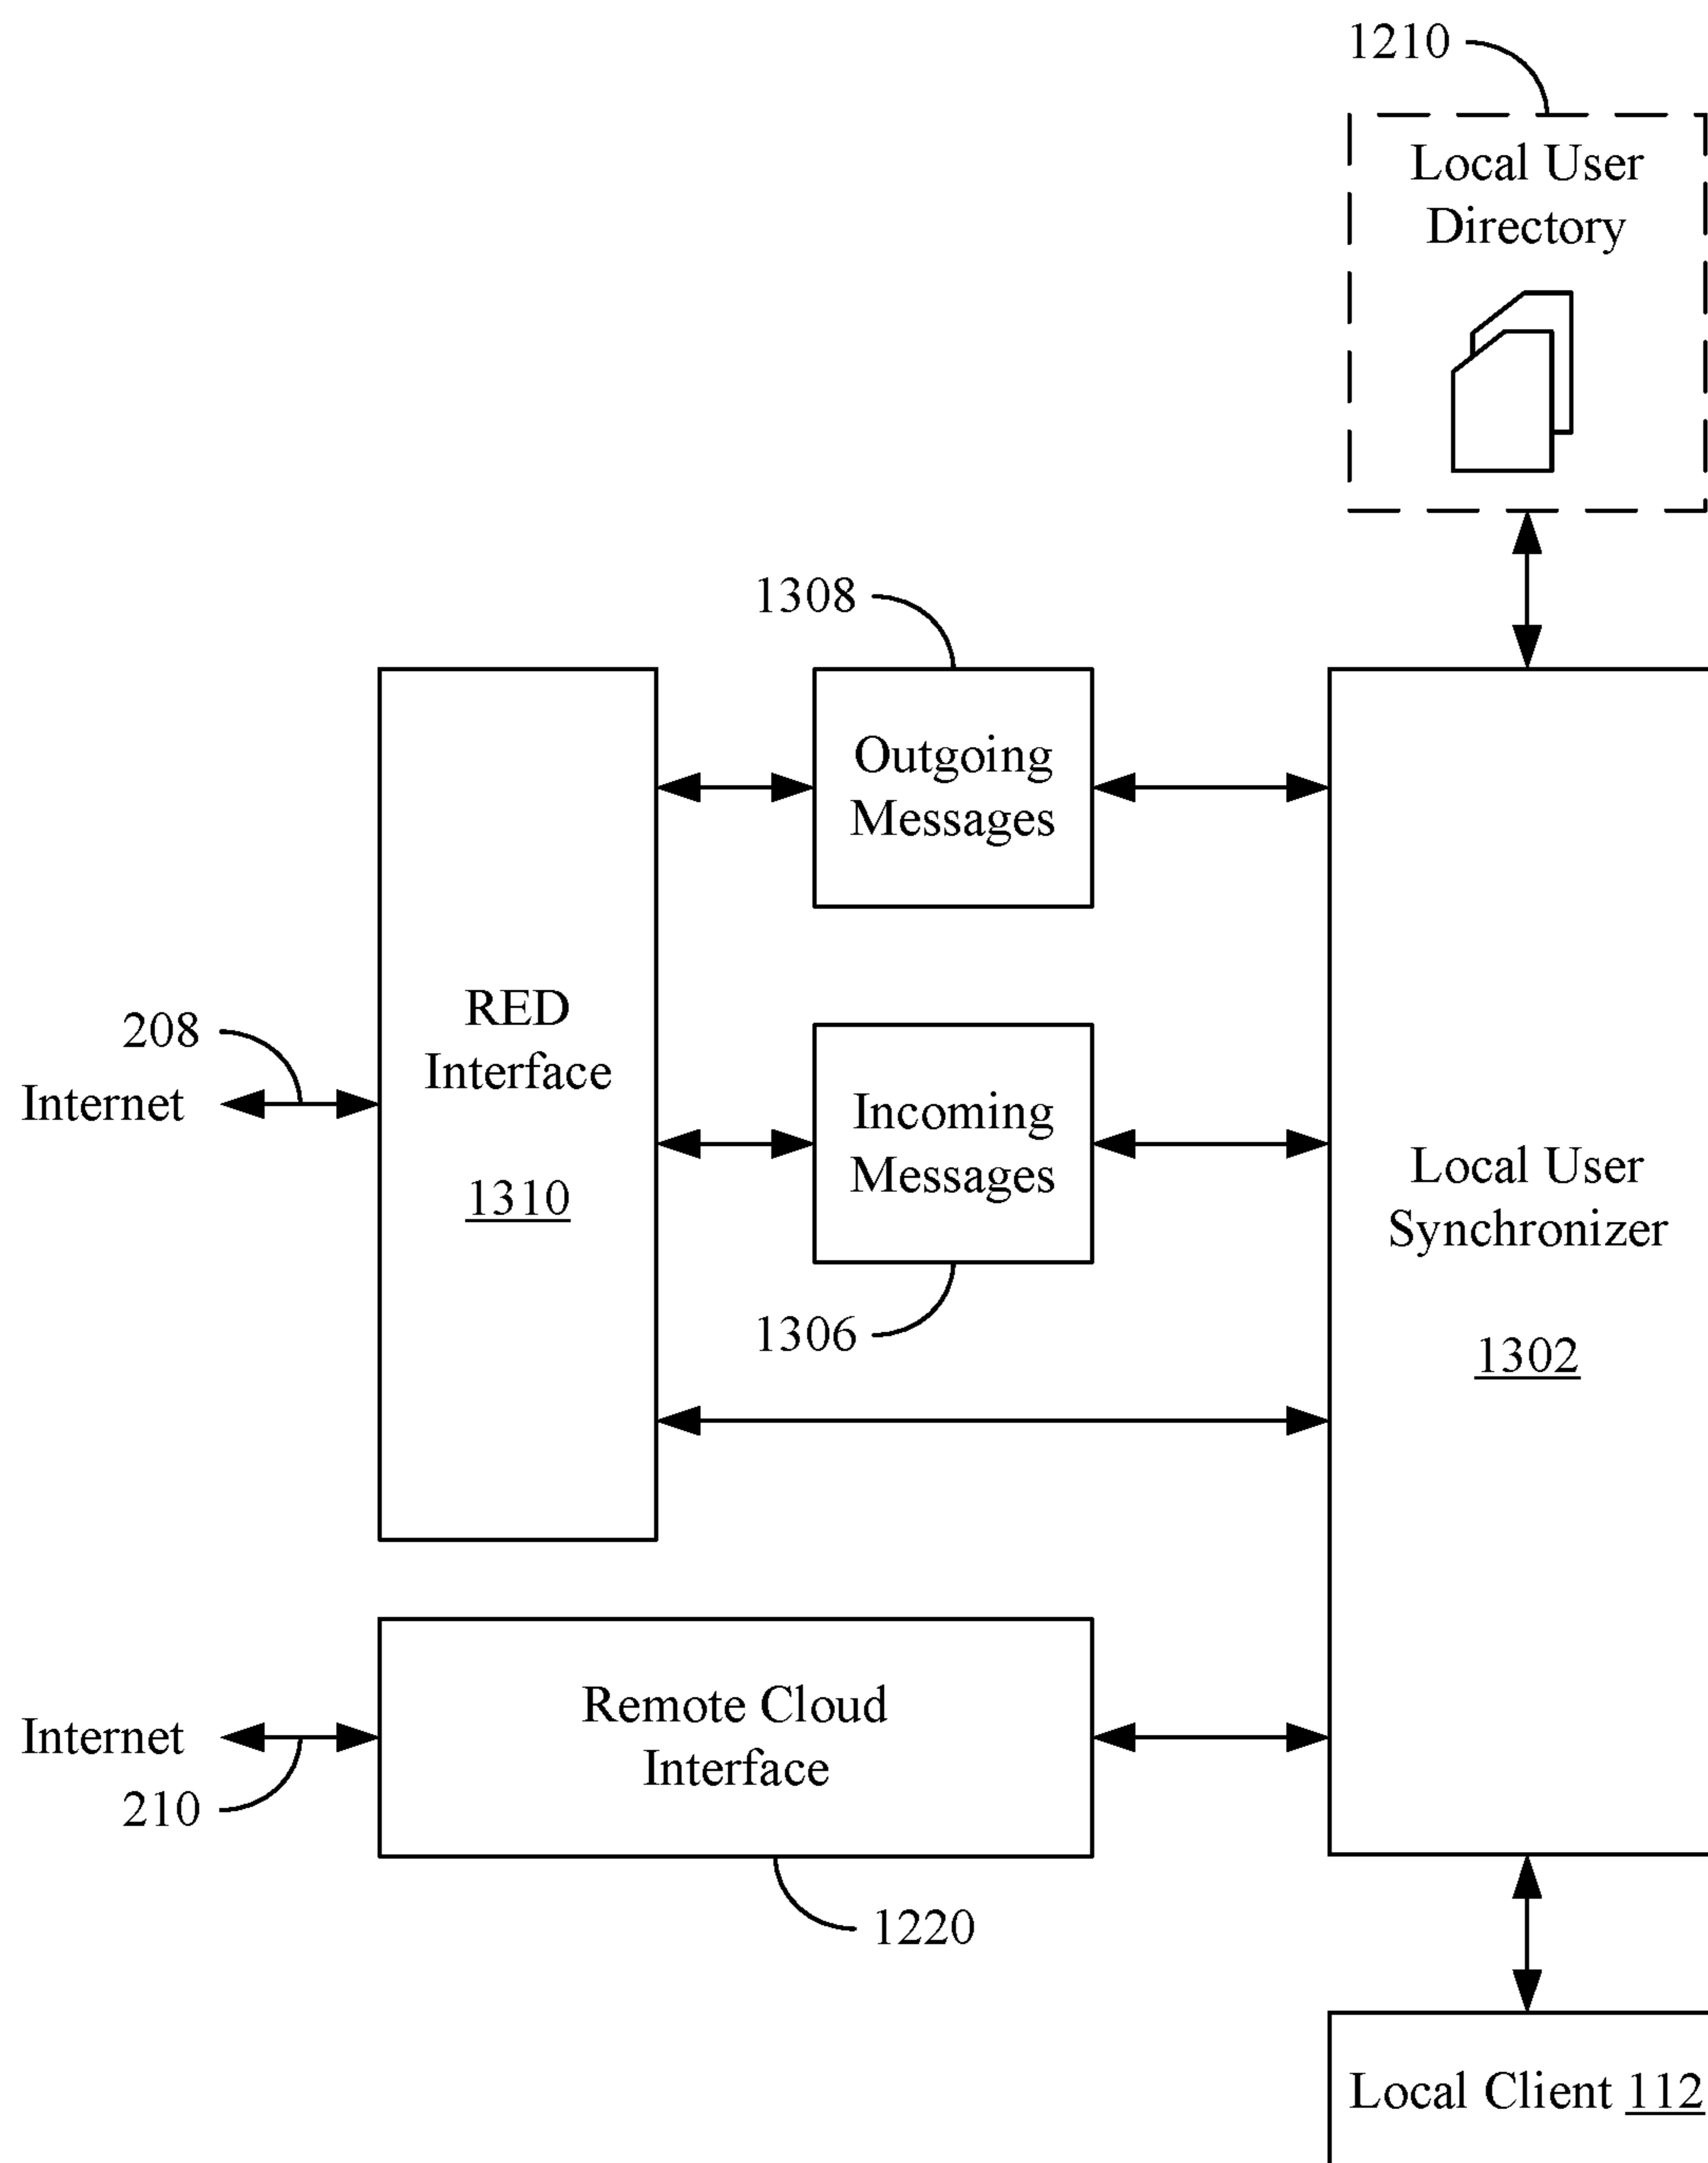 1210
Local User
Directory
1308
Outgoing
Messages
RED
Interface
1310
208
Internet
Incoming
Messages
1306
Local User
Synchronizer
1302
Internet
210
Remote Cloud
Interface
1220
Local Client 112